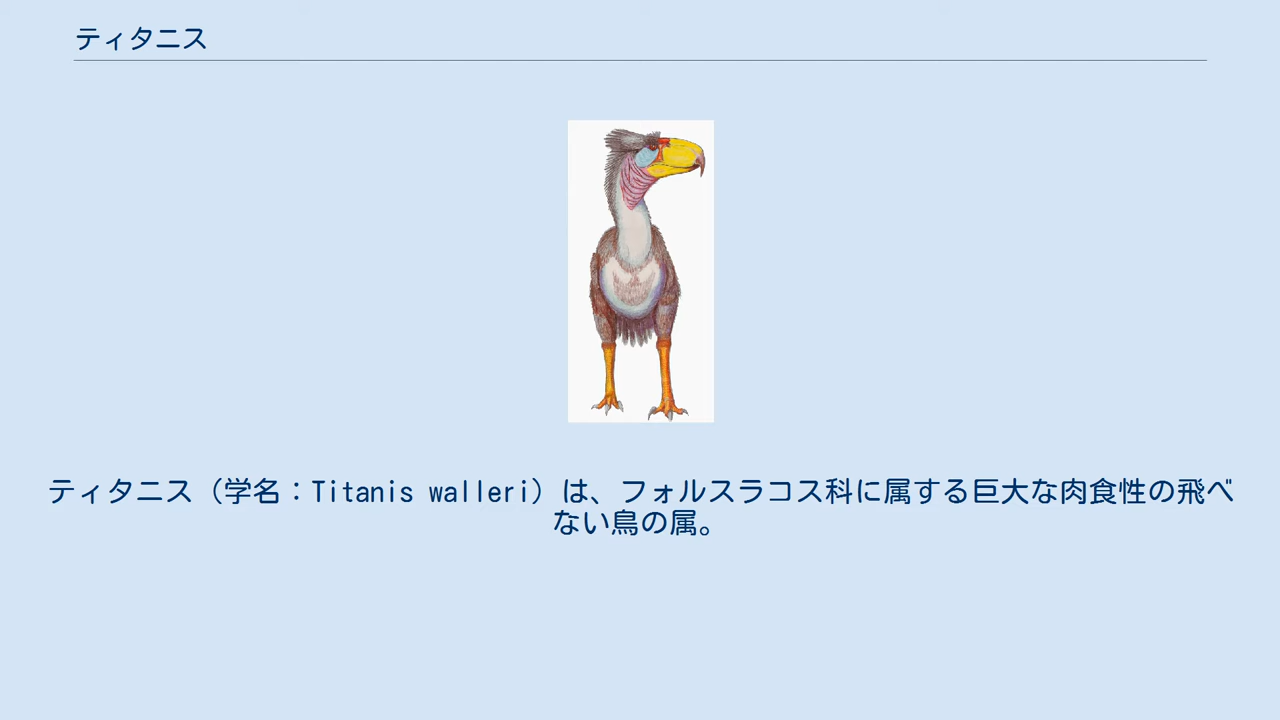 ティタニス
ティタニス（学名：Titanis walleri）は、フォルスラコス科に属する巨大な肉食性の飛べ
ない鳥の属。